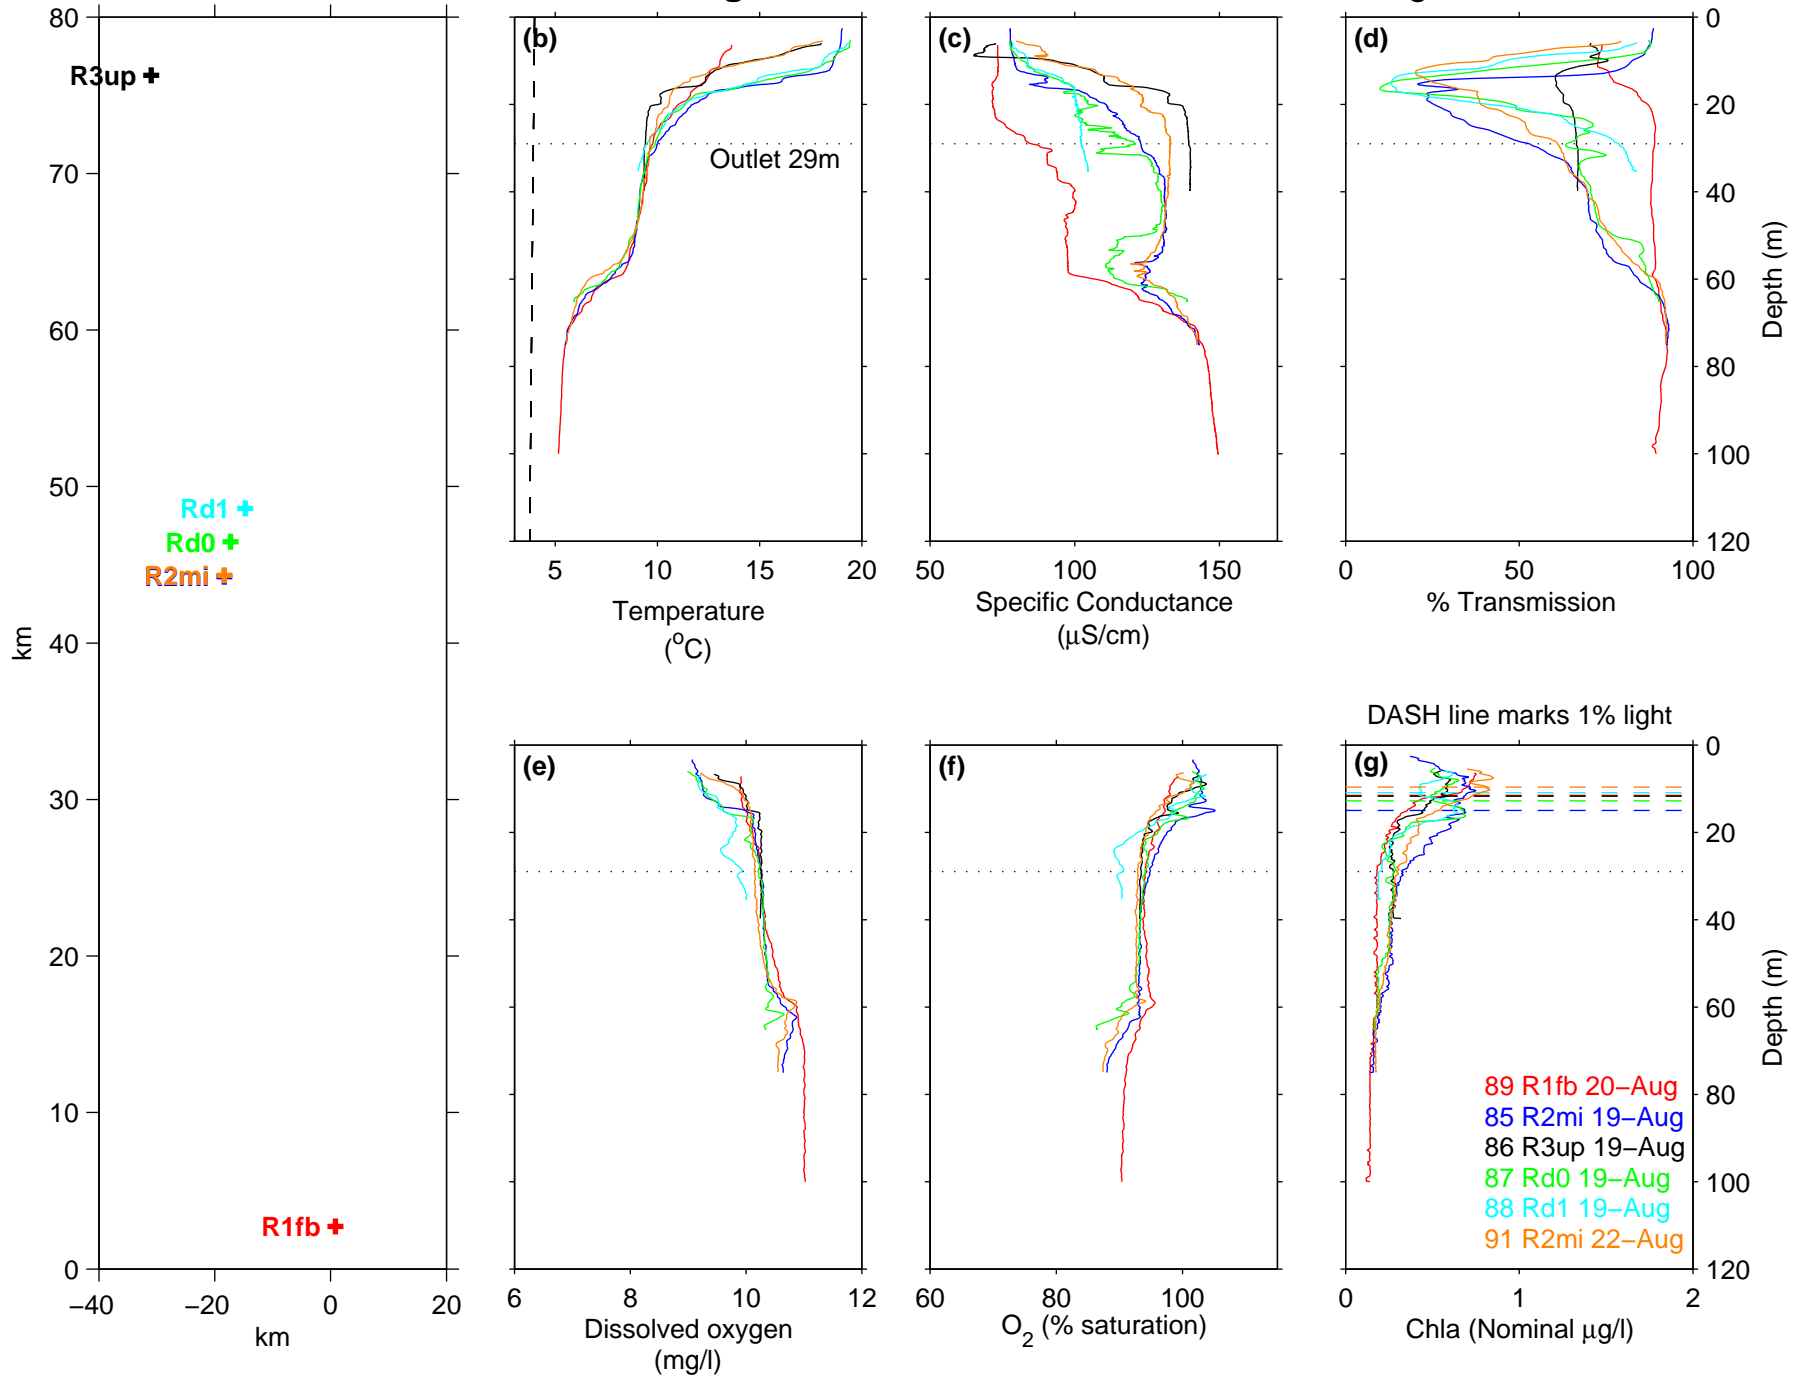 80
70
60
50
40
30
20
10
0
km
−40
−20
0
20
km
R3up
Rd1
Rd0
R2mi
R1fb
(b)
Outlet 29m
5
10
15
20
Temperature
(°C)
(c)
50
100
150
Specific Conductance
(μS/cm)
(d)
0
50
100
% Transmission
0
20
40
60
80
100
120
Depth (m)
(e)
6
8
10
12
Dissolved oxygen
(mg/l)
(f)
60
80
100
O2 (% saturation)
DASH line marks 1% light
(g)
89 R1fb 20−Aug
85 R2mi 19−Aug
86 R3up 19−Aug
87 Rd0 19−Aug
88 Rd1 19−Aug
91 R2mi 22−Aug
0
1
2
Chla (Nominal μg/l)
0
20
40
60
80
100
120
Depth (m)